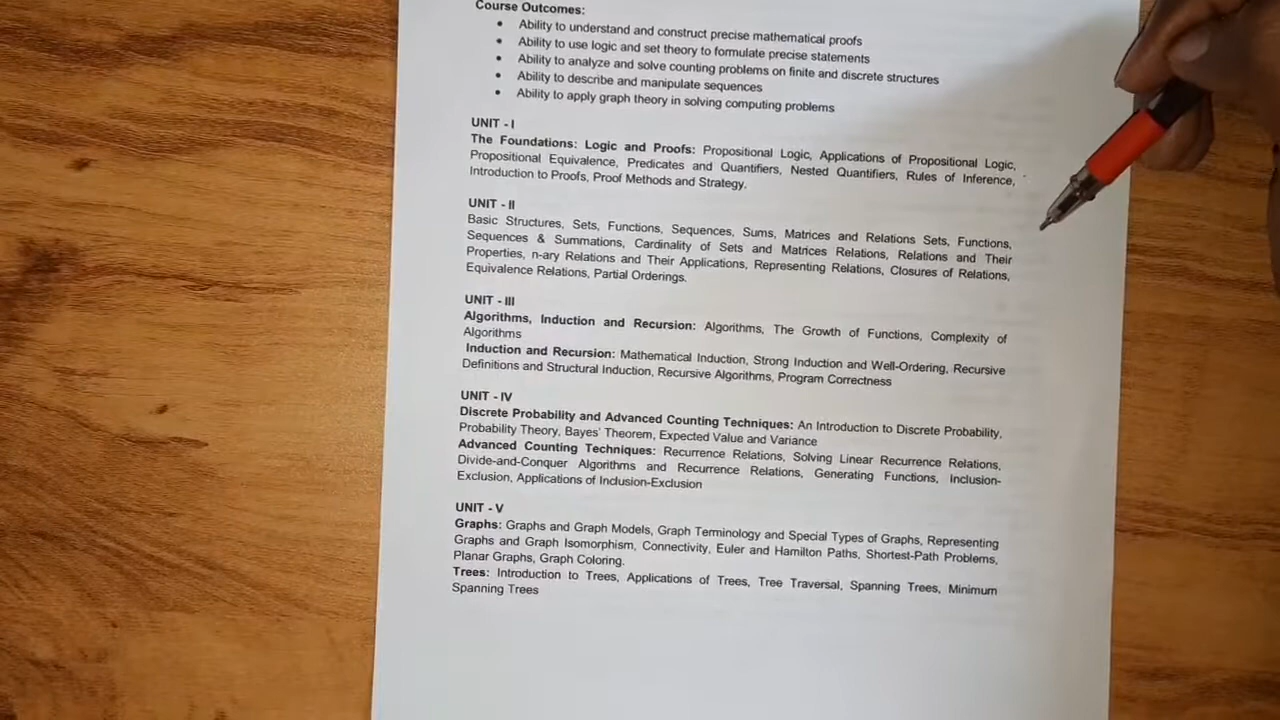 Course Outcomes:
• Ability to understand and construct precise mathematical proofs
• Ability to use logic and set theory to formulate precise statements
• Ability to analyze and solve counting problems on finite and discrete structures
• Ability to describe and manipulate sequences
• Ability to apply graph theory in solving computing problems
UNIT - I
The Foundations: Logic and Proofs: Propositional Logic, Applications of Propositional Logic,
Propositional Equivalence, Predicates and Quantifiers, Nested Quantifiers, Rules of Inference,
Introduction to Proofs, Proof Methods and Strategy.
UNIT - II
Basic Structures, Sets, Functions, Sequences, Sums, Matrices and Relations Sets, Functions,
Sequences & Summations, Cardinality of Sets and Matrices Relations, Relations and Their
Properties, n-ary Relations and Their Applications, Representing Relations, Closures of Relations,
Equivalence Relations, Partial Orderings.
UNIT - III
Algorithms, Induction and Recursion: Algorithms, The Growth of Functions, Complexity of
Algorithms
Induction and Recursion: Mathematical Induction, Strong Induction and Well-Ordering, Recursive
Definitions and Structural Induction, Recursive Algorithms, Program Correctness
UNIT - IV
Discrete Probability and Advanced Counting Techniques: An Introduction to Discrete Probability,
Probability Theory, Bayes' Theorem, Expected Value and Variance
Advanced Counting Techniques: Recurrence Relations, Solving Linear Recurrence Relations,
Divide-and-Conquer Algorithms and Recurrence Relations, Generating Functions, Inclusion-
Exclusion, Applications of Inclusion-Exclusion
UNIT - V
Graphs: Graphs and Graph Models, Graph Terminology and Special Types of Graphs, Representing
Graphs and Graph Isomorphism, Connectivity, Euler and Hamilton Paths, Shortest-Path Problems,
Planar Graphs, Graph Coloring.
Trees: Introduction to Trees, Applications of Trees, Tree Traversal, Spanning Trees, Minimum
Spanning Trees